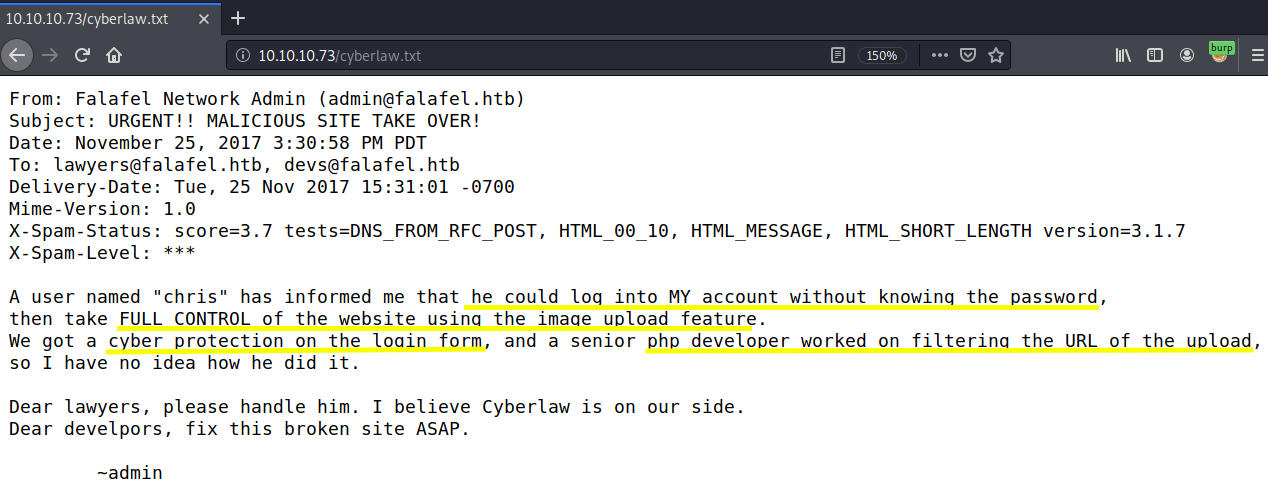 10.10.10.73/cyberlaw.txt
10.10.10.73/cyberlaw.txt 150% burp
From: Falafel Network Admin (admin@falafel.htb)
Subject: URGENT!! MALICIOUS SITE TAKE OVER!
Date: November 25, 2017 3:30:58 PM PDT
To: lawyers@falafel.htb, devs@falafel.htb
Delivery-Date: Tue, 25 Nov 2017 15:31:01 -0700
Mime-Version: 1.0
X-Spam-Status: score=3.7 tests=DNS_FROM_RFC_POST, HTML_00_10, HTML_MESSAGE, HTML_SHORT_LENGTH version=3.1.7
X-Spam-Level: ***
A user named "chris" has informed me that he could log into MY account without knowing the password,
then take FULL CONTROL of the website using the image upload feature.
We got a cyber protection on the login form, and a senior php developer worked on filtering the URL of the upload,
so I have no idea how he did it.
Dear lawyers, please handle him. I believe Cyberlaw is on our side.
Dear develpors, fix this broken site ASAP.
~admin